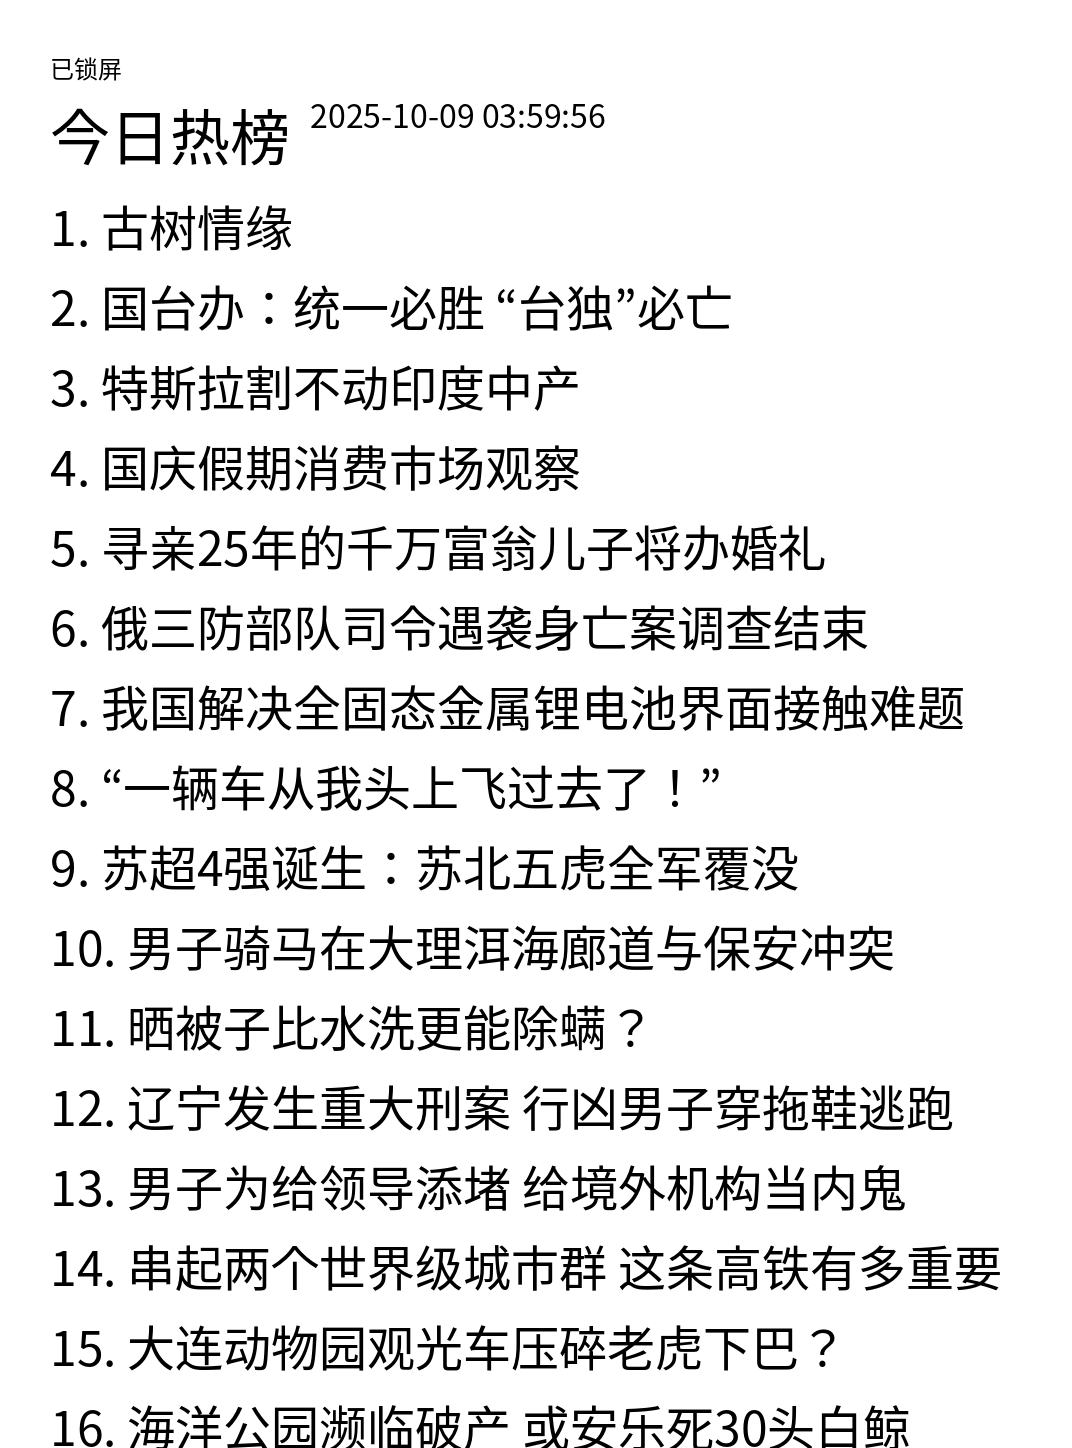 已锁屏
今日热榜 2025-10-09 03:59:56
1. 古树情缘
2. 国台办：统一必胜 “台独”必亡
3. 特斯拉割不动印度中产
4. 国庆假期消费市场观察
5. 寻亲25年的千万富翁儿子将办婚礼
6. 俄三防部队司令遇袭身亡案调查结束
7. 我国解决全固态金属锂电池界面接触难题
8. “一辆车从我头上飞过去了！”
9. 苏超4强诞生：苏北五虎全军覆没
10. 男子骑马在大理洱海廊道与保安冲突
11. 晒被子比水洗更能除螨？
12. 辽宁发生重大刑案 行凶男子穿拖鞋逃跑
13. 男子为给领导添堵 给境外机构当内鬼
14. 串起两个世界级城市群 这条高铁有多重要
15. 大连动物园观光车压碎老虎下巴？
16. 海洋公园濒临破产 或安乐死30头白鲸